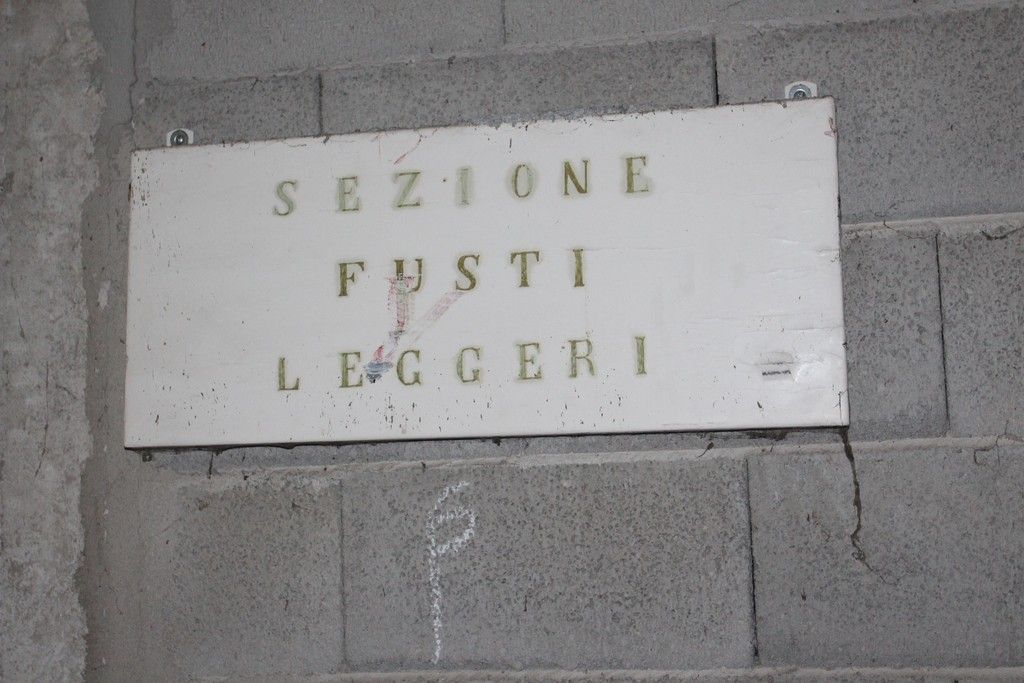 SEZIONE
FUSTI
LEGGERI
P